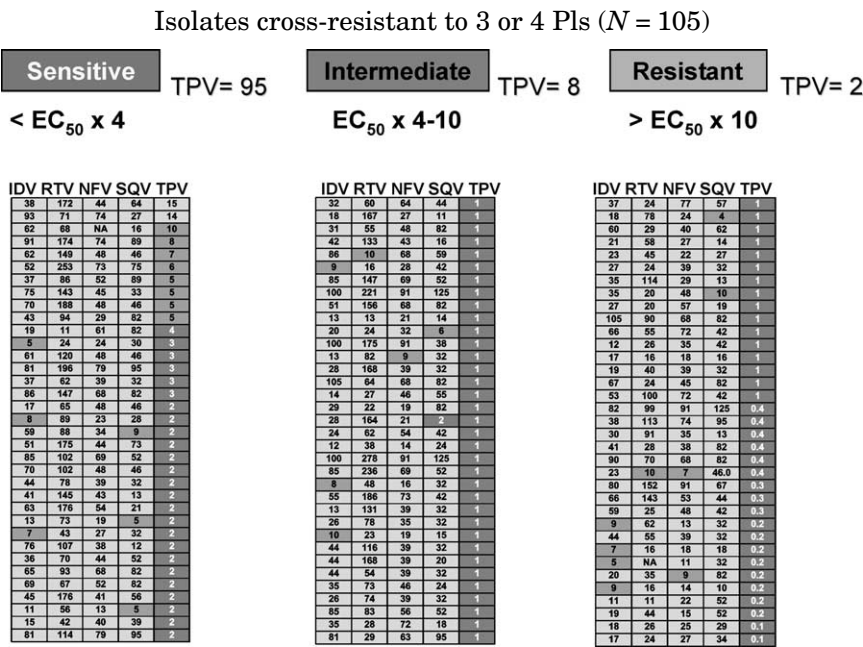 Isolates cross-resistant to 3 or 4 PIs (N = 105)
Sensitive TPV= 95 Intermediate TPV= 8 Resistant TPV= 2
< EC50 x 4 EC50 x 4-10 > EC50 x 10
IDV RTV NFV SQV TPV IDV RTV NFV SQV TPV IDV RTV NFV SQV TPV
38 172 44 64 15 32 60 64 44 1 37 24 77 57 1
93 71 74 27 14 18 167 27 11 1 18 78 24 4 1
62 68 NA 16 10 31 55 48 82 1 60 29 40 62 1
91 174 74 89 8 42 133 43 16 1 21 58 27 14 1
62 149 48 46 7 86 10 68 59 1 23 45 22 27 1
52 253 73 75 6 9 16 28 42 1 27 24 39 32 1
37 86 52 89 5 85 147 69 52 1 35 114 29 13 1
75 143 45 33 5 100 221 91 125 1 35 20 48 10 1
70 188 48 46 5 51 156 68 82 1 27 20 57 19 1
43 94 29 82 5 13 13 21 14 1 105 90 68 82 1
19 11 61 82 4 20 24 32 6 1 66 55 72 42 1
5 24 24 30 3 100 175 91 38 1 12 26 35 42 1
61 120 48 46 3 13 82 9 32 1 17 16 18 16 1
81 196 79 95 3 28 168 39 32 1 19 40 39 32 1
37 62 39 32 3 105 64 68 82 1 67 24 45 82 1
86 147 68 82 3 14 27 46 55 1 53 100 72 42 1
17 65 48 46 2 29 22 19 82 1 82 99 91 125 0.4
8 89 23 28 2 28 164 21 2 1 38 113 74 95 0.4
59 88 34 9 2 24 62 54 42 1 30 91 35 13 0.4
51 175 44 73 2 12 38 14 24 1 41 28 38 82 0.4
85 102 69 52 2 100 278 91 125 1 90 70 68 82 0.4
70 102 48 46 2 85 236 69 52 1 23 10 7 46.0 0.4
44 78 39 32 2 8 48 16 32 1 80 152 91 67 0.3
41 145 43 13 2 55 186 73 42 1 66 143 53 44 0.3
63 176 54 21 2 13 131 39 32 1 59 25 48 42 0.3
13 73 19 5 2 26 78 35 32 1 9 62 13 32 0.2
7 43 27 32 2 10 23 19 15 1 44 55 39 32 0.2
76 107 38 12 2 44 116 39 32 1 7 16 18 18 0.2
36 70 44 52 2 44 168 39 20 1 5 NA 11 32 0.2
65 93 68 82 2 44 54 39 32 1 20 35 9 82 0.2
69 67 52 82 2 35 73 46 24 1 9 16 14 10 0.2
45 176 41 56 2 26 74 39 32 1 11 11 22 52 0.2
11 56 13 5 2 85 83 56 52 1 19 44 15 52 0.2
15 42 40 39 2 35 28 72 18 1 18 26 25 29 0.1
81 114 79 95 2 81 29 63 95 1 17 24 27 34 0.1